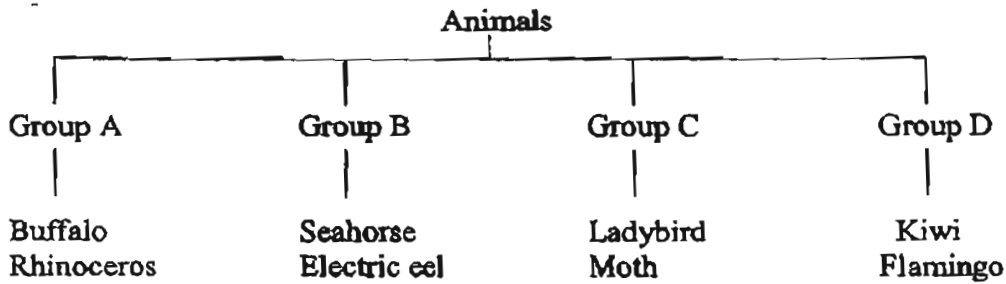 Animals
Group A Group B Group C Group D
Buffalo Seahorse Ladybird Kiwi
Rhinoceros Electric eel Moth Flamingo